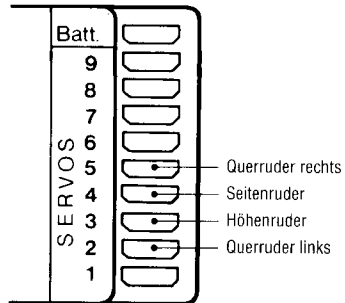 Batt.
9
8
7
6
5 Querruder rechts
4 Seitenruder
3 Höhenruder
2 Querruder links
1
SERVOS